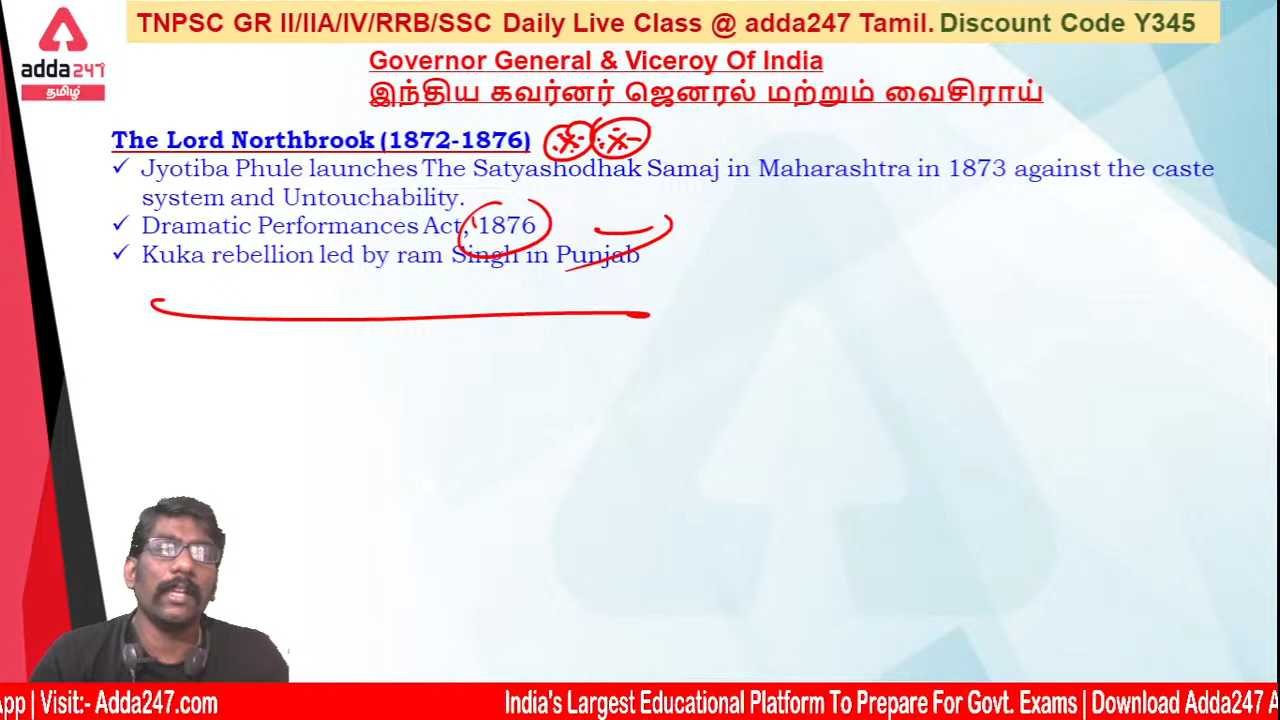 TNPSC GR II/IIA/IV/RRB/SSC Daily Live Class @ adda247 Tamil. Discount Code Y345
adda247
தமிழ்
Governor General & Viceroy Of India
இந்திய கவர்னர் ஜெனரல் மற்றும் வைசிராய்
The Lord Northbrook (1872-1876)
✓ Jyotiba Phule launches The Satyashodhak Samaj in Maharashtra in 1873 against the caste
system and Untouchability.
✓ Dramatic Performances Act, 1876
✓ Kuka rebellion led by ram Singh in Punjab
App | Visit:- Adda247.com India's Largest Educational Platform To Prepare For Govt. Exams | Download Adda247 A